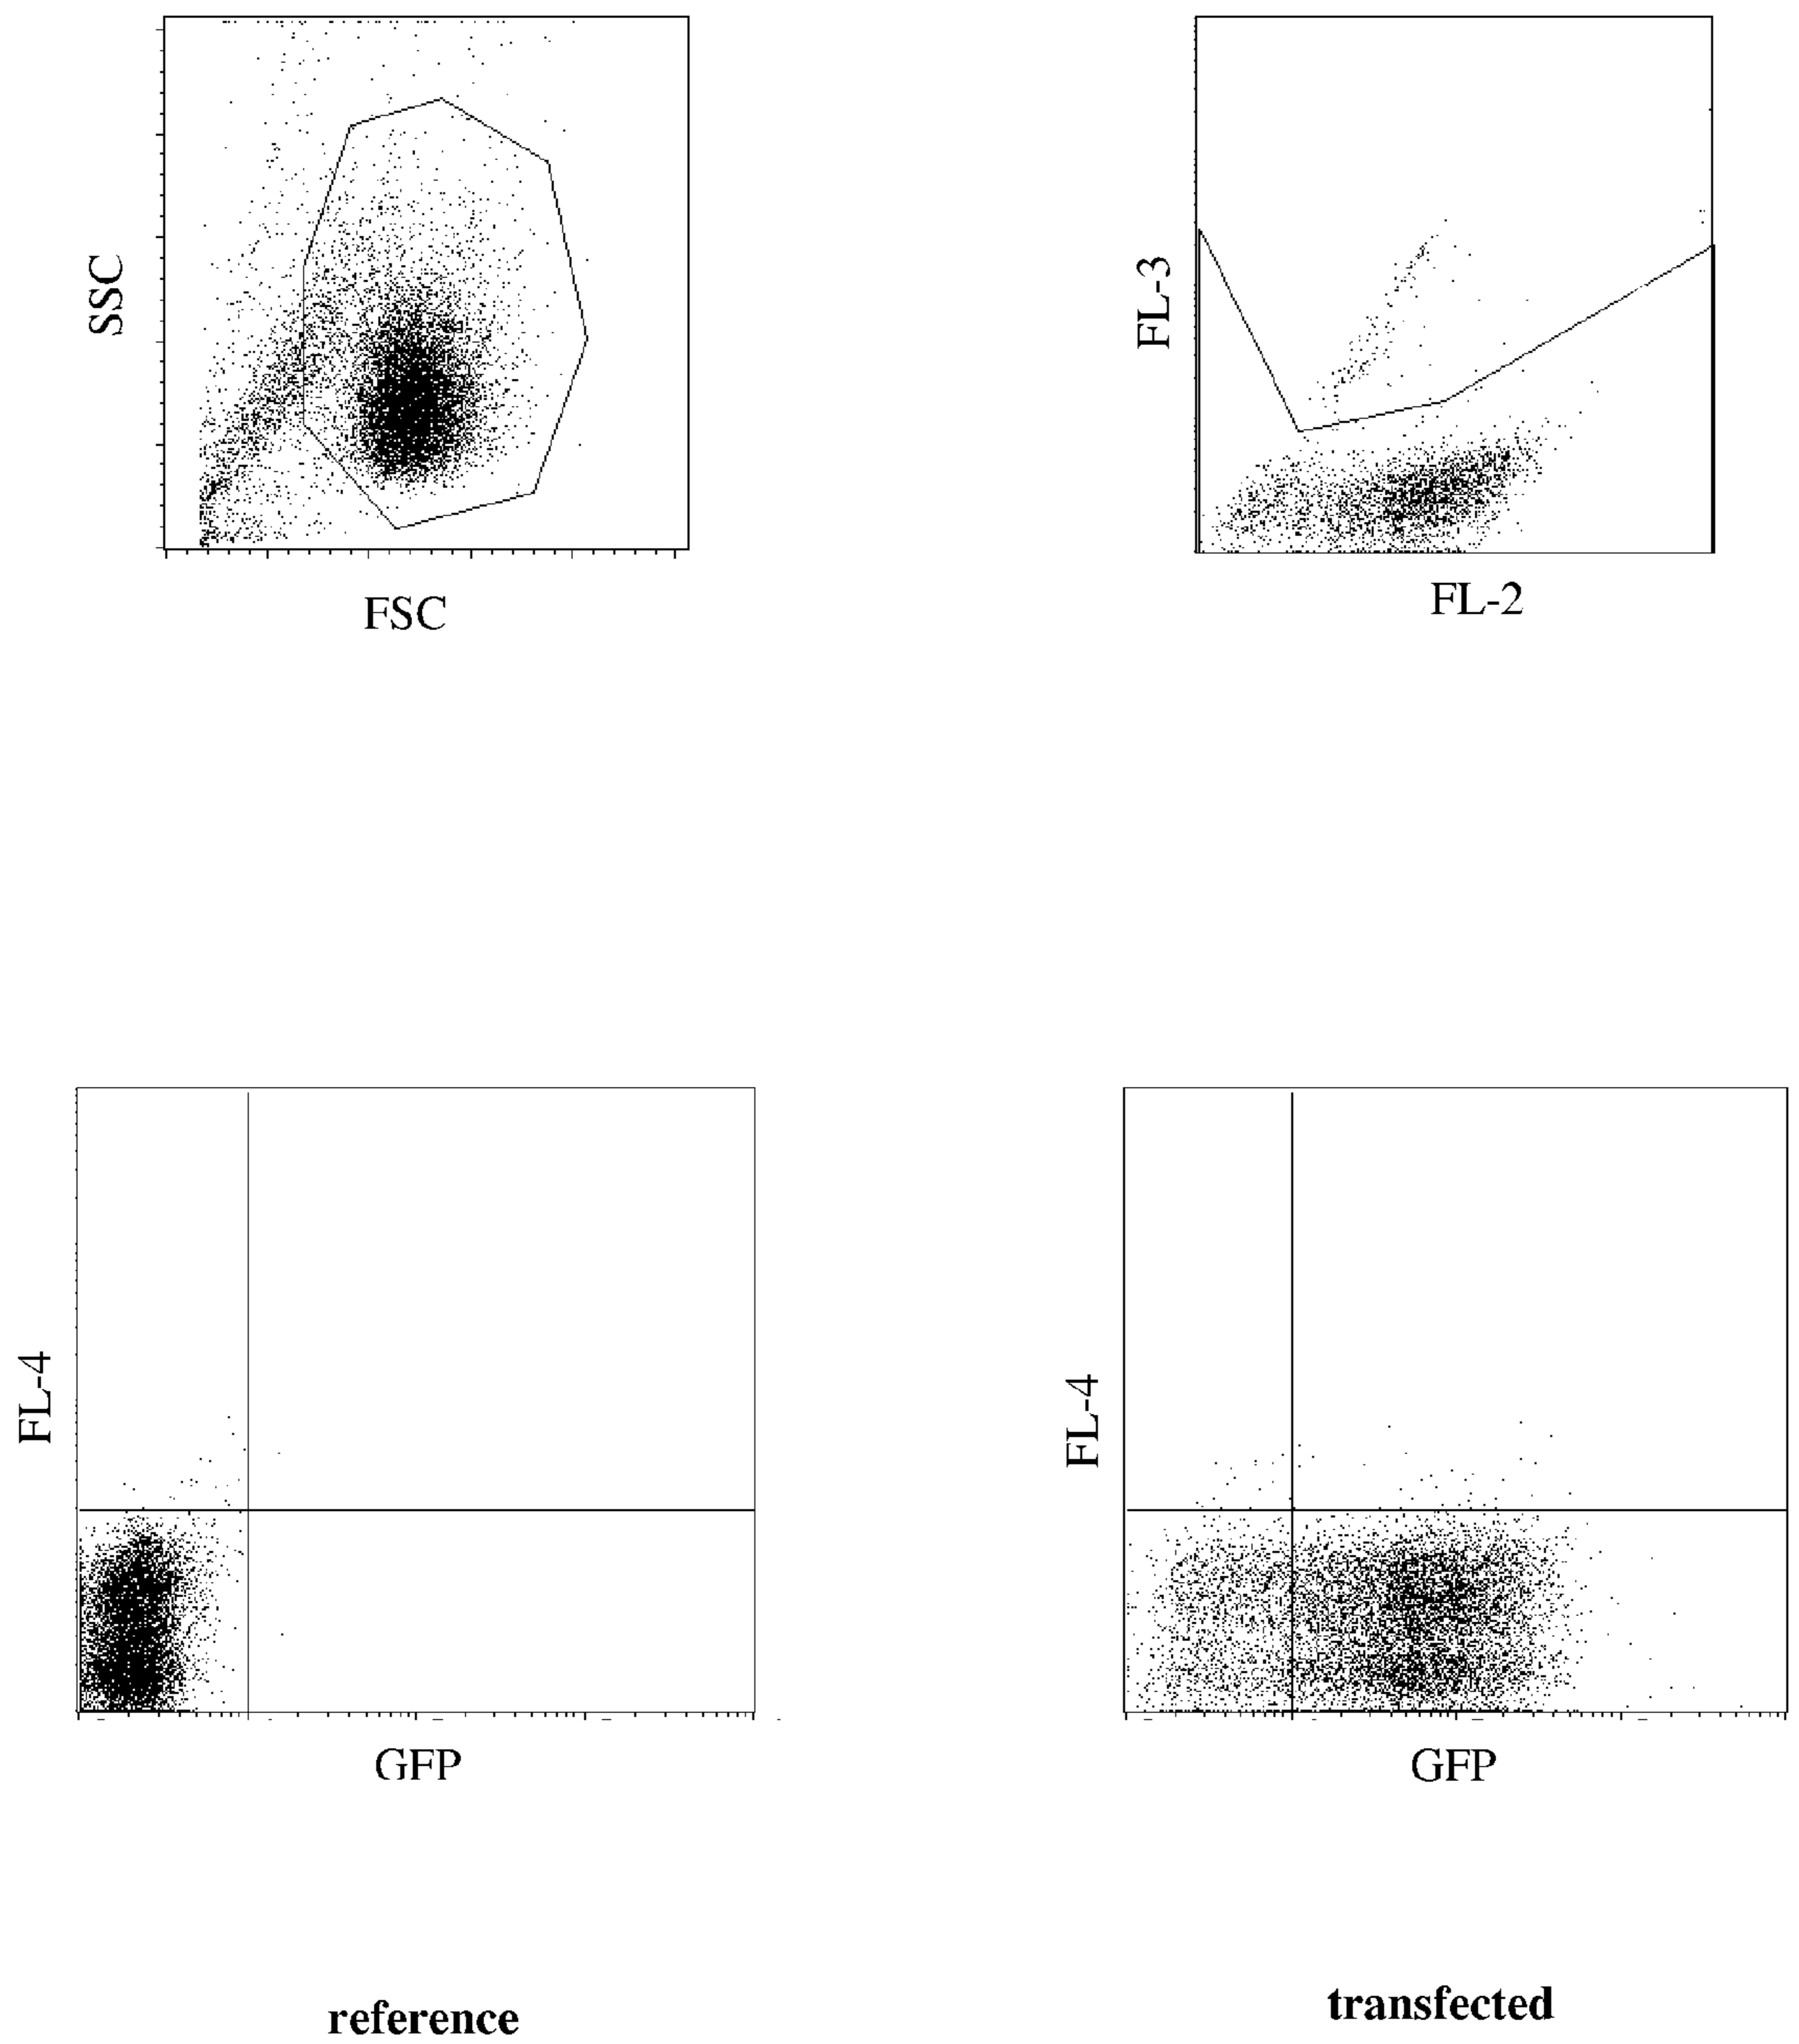 SSC
FSC
FL-3
FL-2
FL-4
GFP
FL-4
GFP
reference
transfected